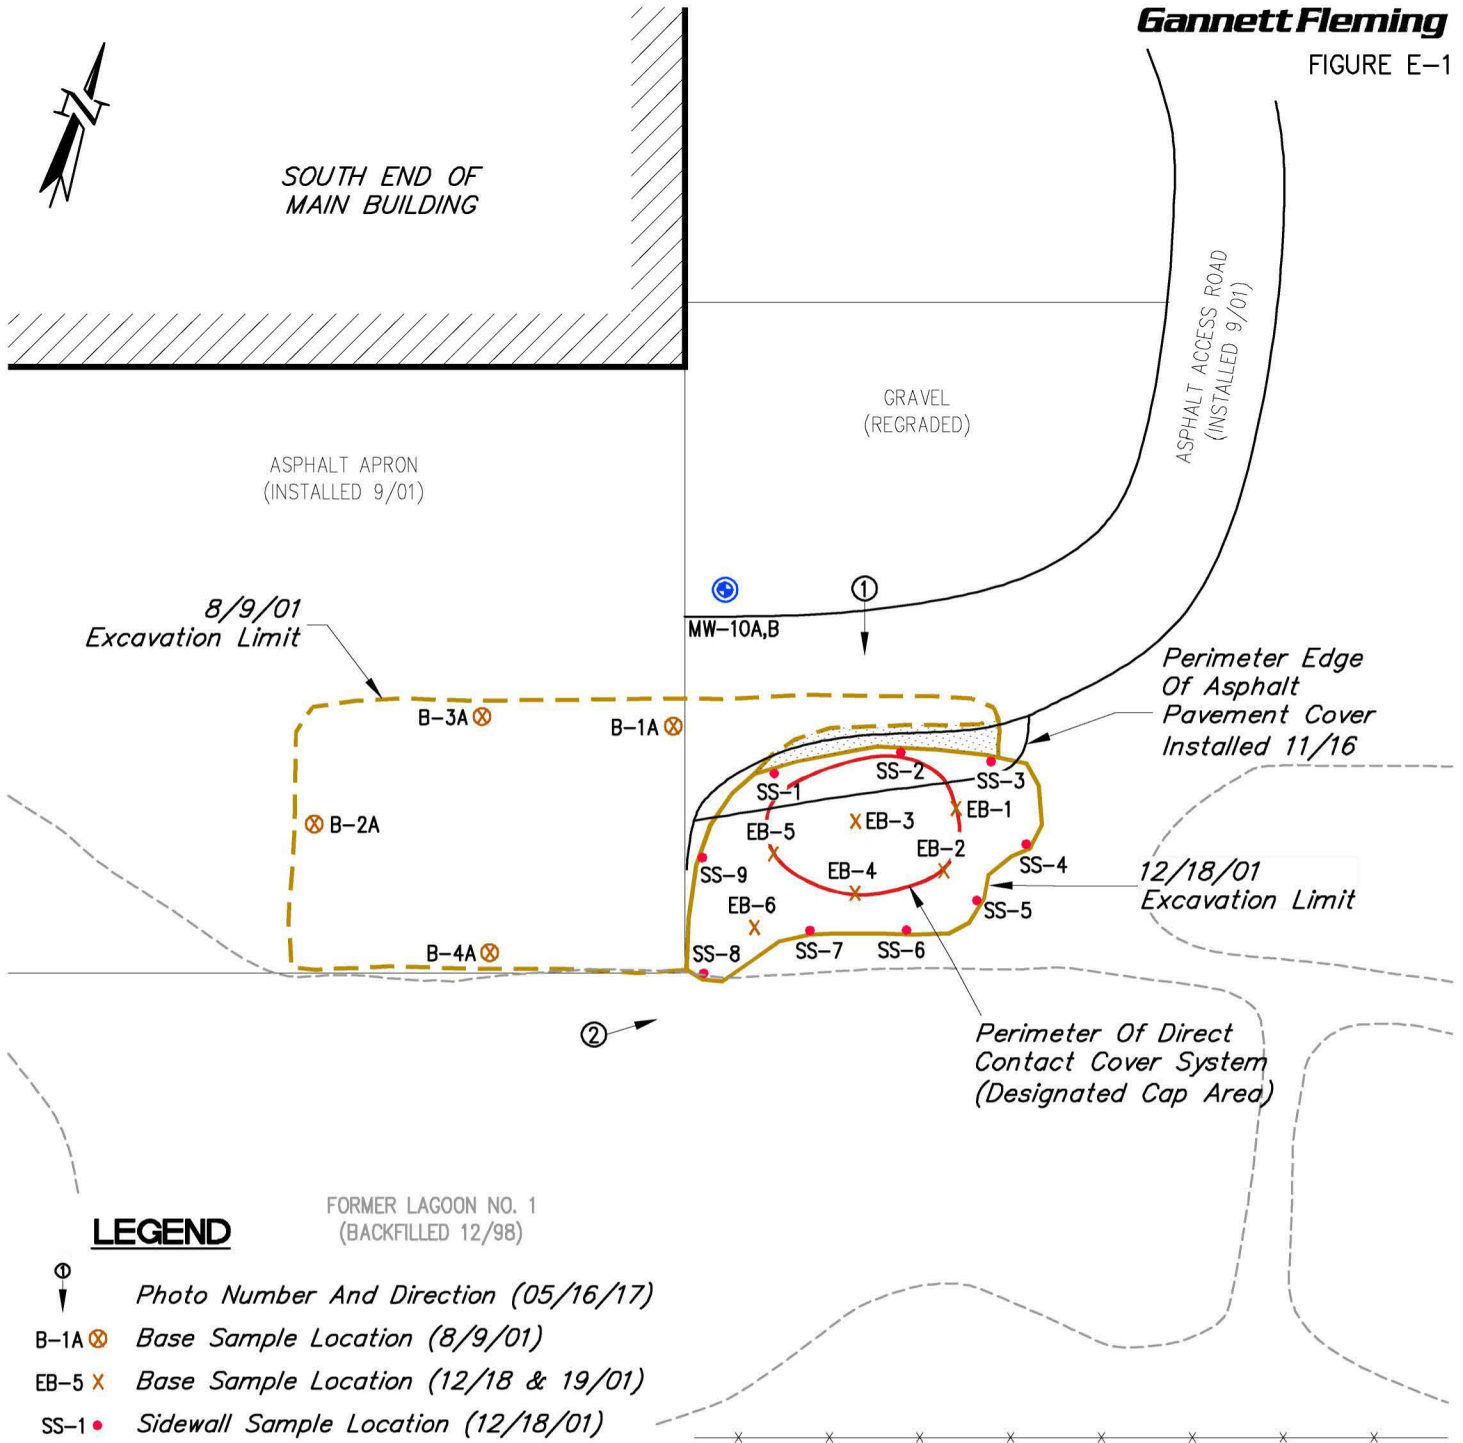 Gannett Fleming
FIGURE E-1
N
SOUTH END OF
MAIN BUILDING
ASPHALT ACCESS ROAD
(INSTALLED 9/01)
GRAVEL
(REGRADED)
ASPHALT APRON
(INSTALLED 9/01)
8/9/01
Excavation Limit
1
MW-10A,B
Perimeter Edge
Of Asphalt
Pavement Cover
Installed 11/16
B-3A
B-1A
B-2A
B-4A
SS-1
SS-2
SS-3
EB-1
EB-3
EB-5
EB-2
SS-4
SS-9
EB-4
EB-6
SS-5
SS-8
SS-7
SS-6
12/18/01
Excavation Limit
2
Perimeter Of Direct
Contact Cover System
(Designated Cap Area)
FORMER LAGOON NO. 1
(BACKFILLED 12/98)
LEGEND
1
Photo Number And Direction (05/16/17)
B-1A Base Sample Location (8/9/01)
EB-5 Base Sample Location (12/18 & 19/01)
SS-1 Sidewall Sample Location (12/18/01)